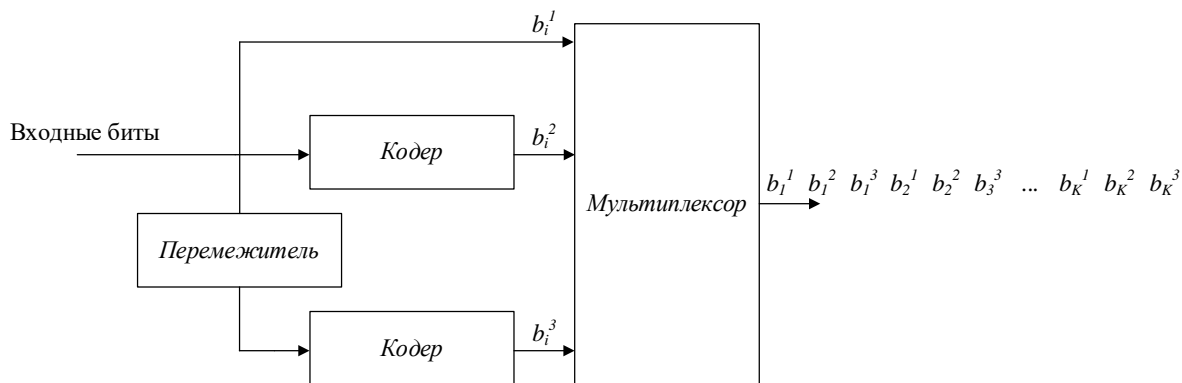 b_i^1
Входные биты
Кодер
b_i^2
b_1^1 b_1^2 b_1^3 b_2^1 b_2^2 b_3^3 ... b_K^1 b_K^2 b_K^3
Мультиплексор
Перемежитель
Кодер
b_i^3